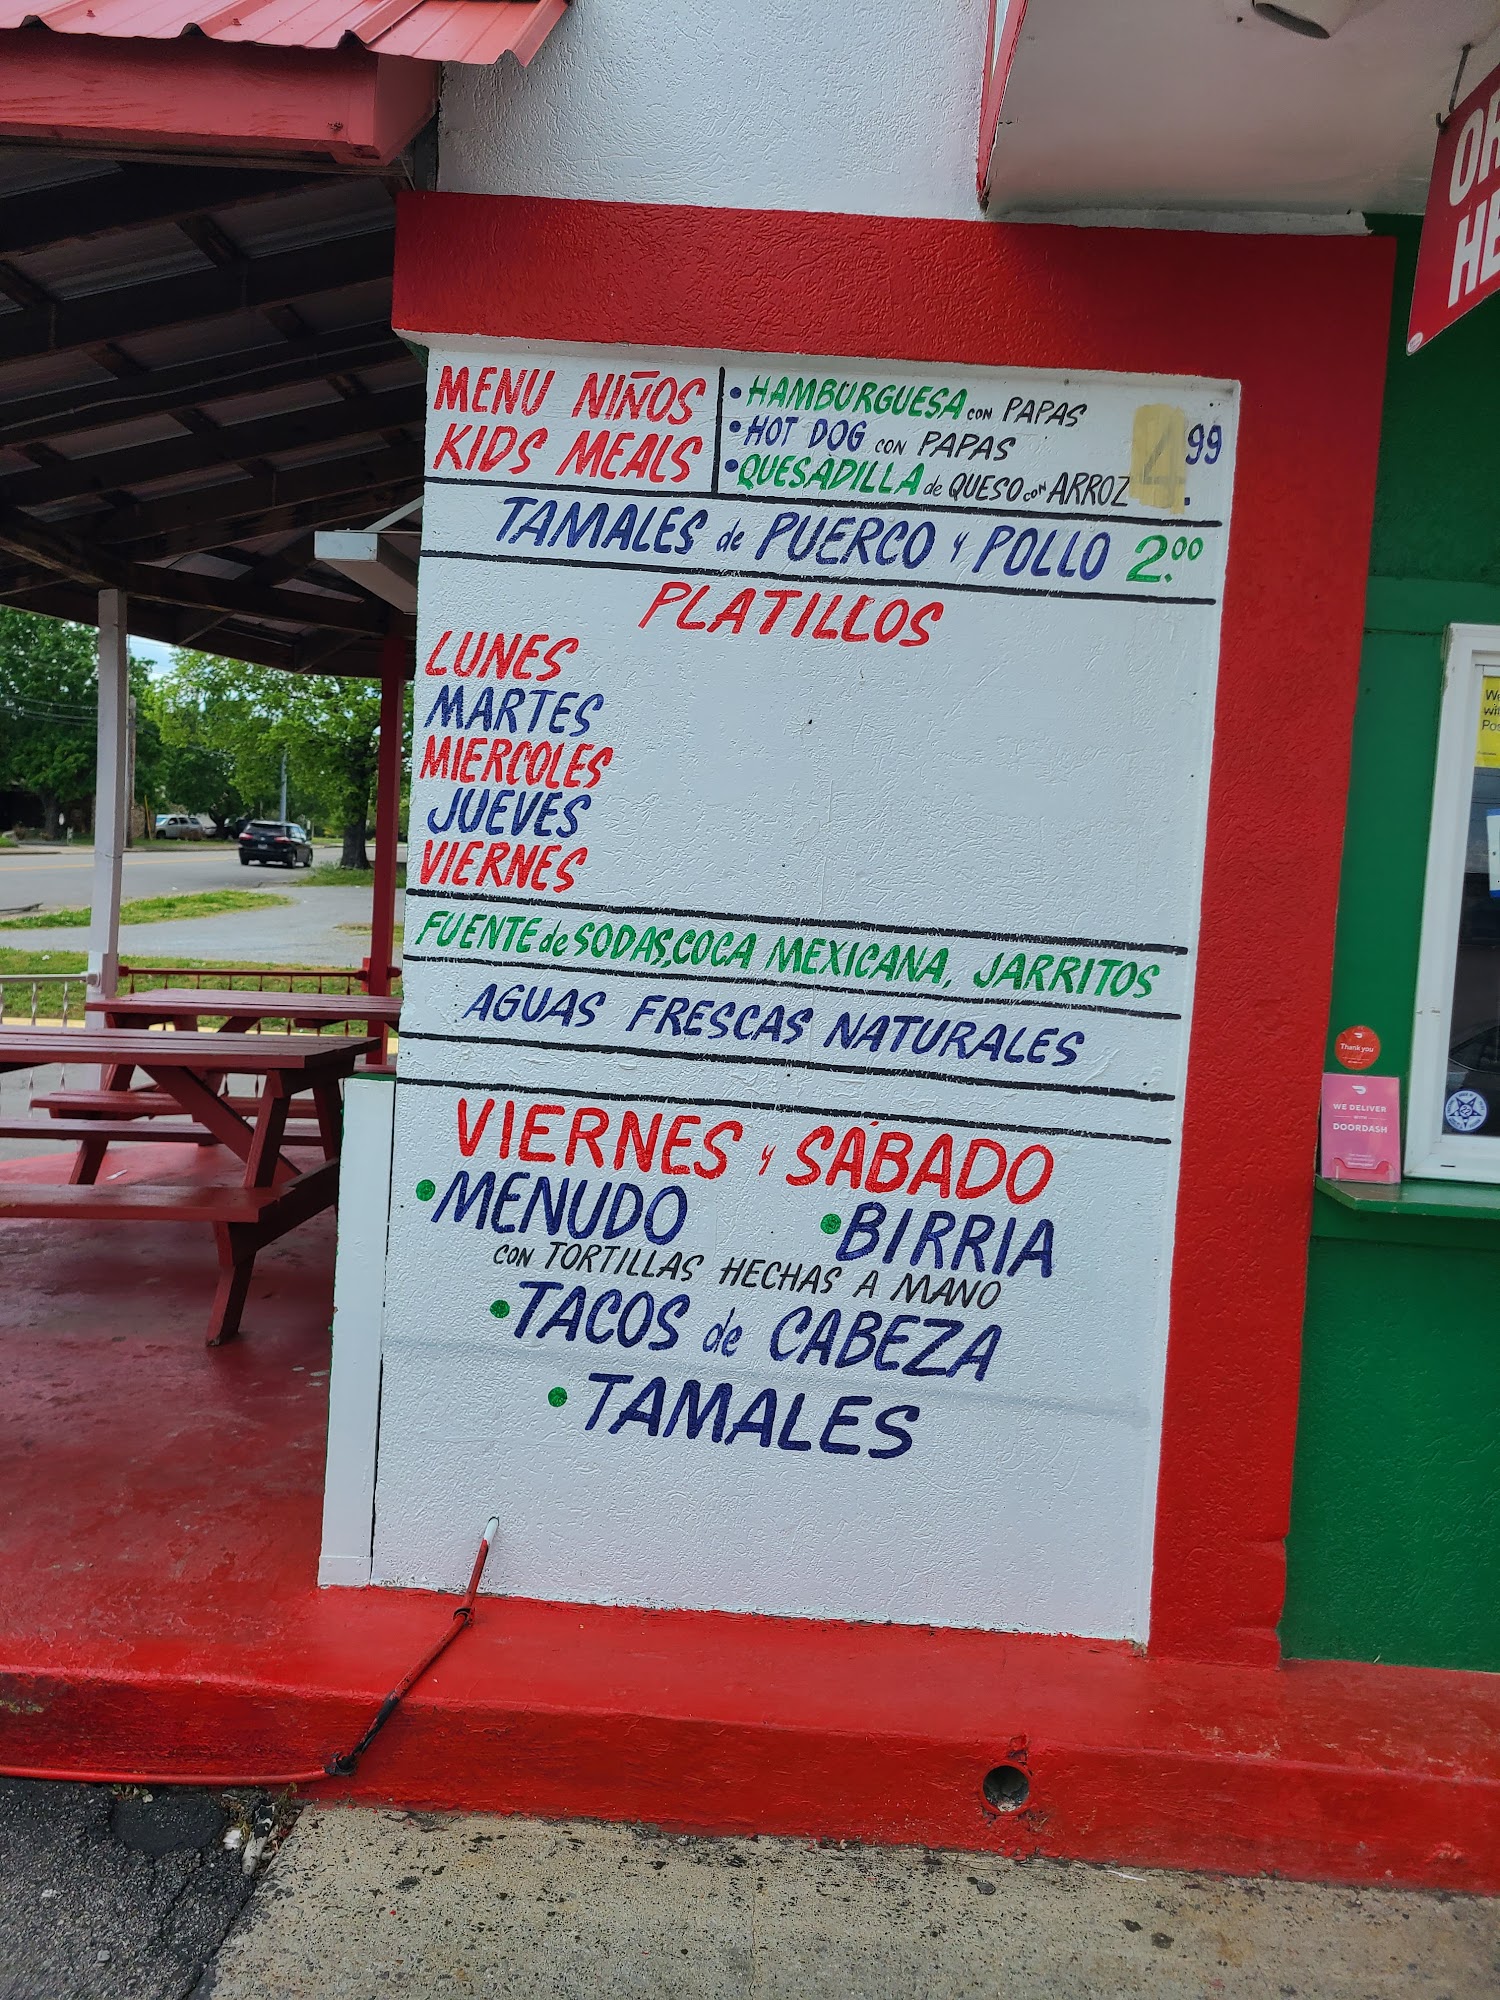 MENU NIÑOS
KIDS MEALS
• HAMBURGUESA CON PAPAS
• HOT DOG CON PAPAS
• QUESADILLA de QUESO CON ARROZ
4.99
TAMALES de PUERCO Y POLLO 2.00
PLATILLOS
LUNES
MARTES
MIERCOLES
JUEVES
VIERNES
FUENTE de SODAS, COCA MEXICANA, JARRITOS
AGUAS FRESCAS NATURALES
VIERNES Y SÁBADO
• MENUDO • BIRRIA
CON TORTILLAS HECHAS A MANO
• TACOS de CABEZA
• TAMALES
Thank you
WE DELIVER
WITH
DOORDASH